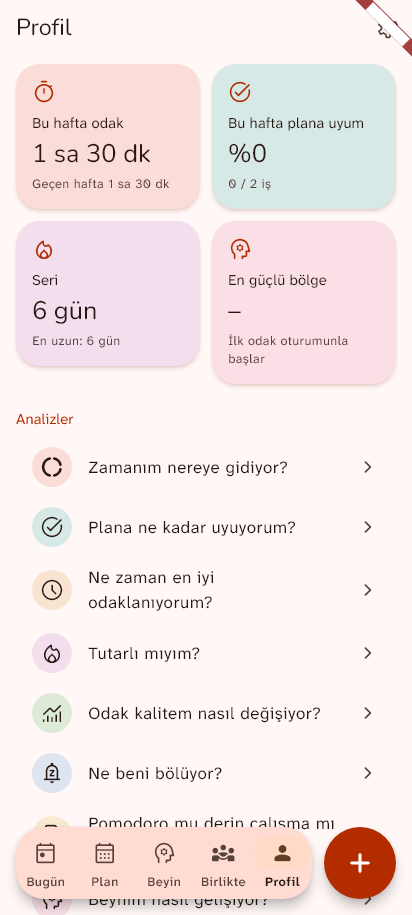 Profil
Bu hafta odak
1 sa 30 dk
Geçen hafta 1 sa 30 dk
Bu hafta plana uyum
%0
0 / 2 iş
Seri
6 gün
En uzun: 6 gün
En güçlü bölge
–
İlk odak oturumunla
başlar
Analizler
Zamanım nereye gidiyor?
Plana ne kadar uyuyorum?
Ne zaman en iyi
odaklanıyorum?
Tutarlı mıyım?
Odak kalitem nasıl değişiyor?
Ne beni bölüyor?
Pomodoro mu derin çalışma mı
Beynim nasıl gelişiyor?
Bugün
Plan
Beyin
Birlikte
Profil